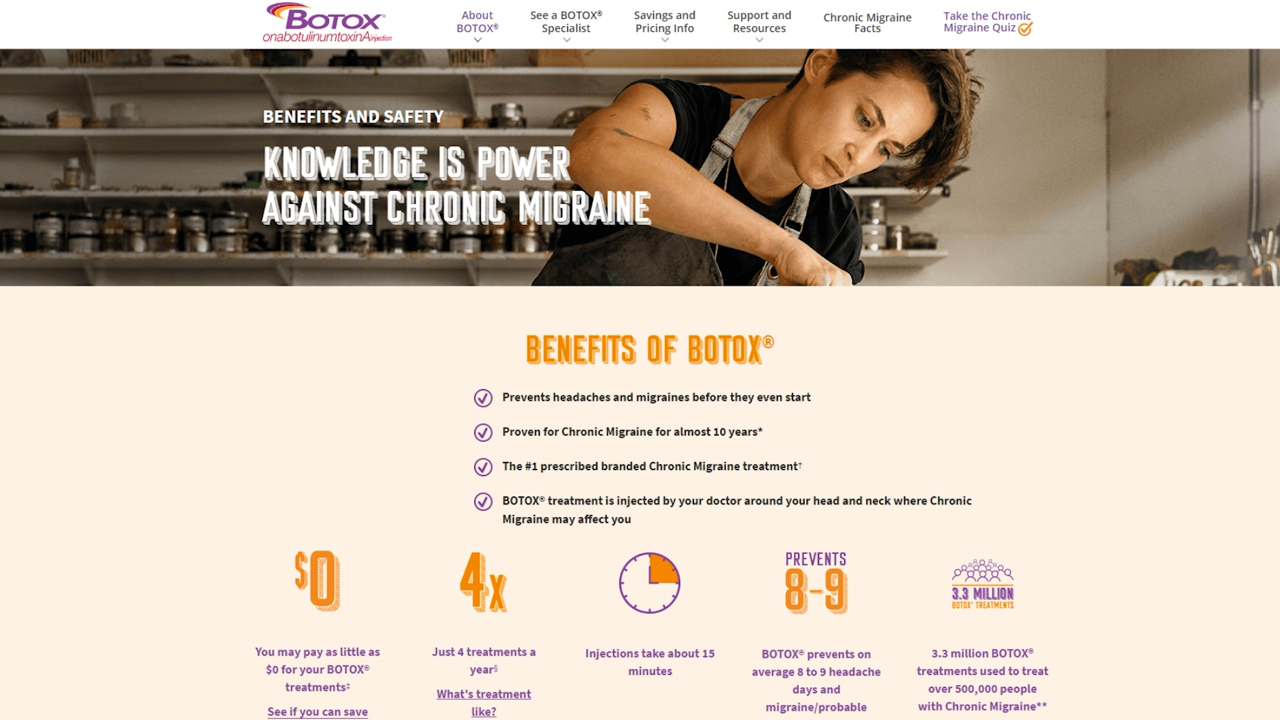 BOTOX®
onabotulinumtoxinA injection
About
BOTOX®
See a BOTOX®
Specialist
Savings and
Pricing Info
Support and
Resources
Chronic Migraine
Facts
Take the Chronic
Migraine Quiz
BENEFITS AND SAFETY
KNOWLEDGE IS POWER
AGAINST CHRONIC MIGRAINE
BENEFITS OF BOTOX®
Prevents headaches and migraines before they even start
Proven for Chronic Migraine for almost 10 years*
The #1 prescribed branded Chronic Migraine treatment†
BOTOX® treatment is injected by your doctor around your head and neck where Chronic
Migraine may affect you
$0
You may pay as little as
$0 for your BOTOX®
treatments‡
See if you can save
4x
Just 4 treatments a
year§
What's treatment
like?
Injections take about 15
minutes
PREVENTS
8-9
BOTOX® prevents on
average 8 to 9 headache
days and
migraine/probable
3.3 MILLION
BOTOX® TREATMENTS
3.3 million BOTOX®
treatments used to treat
over 500,000 people
with Chronic Migraine**